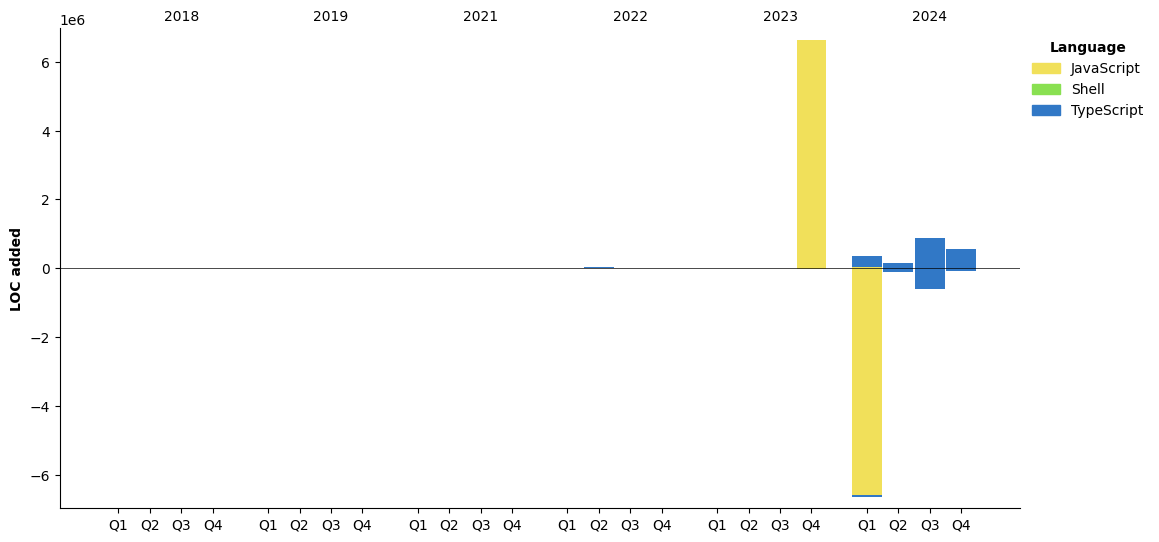 1e6
2018 2019 2021 2022 2023 2024
Language
JavaScript
Shell
TypeScript
LOC added
6
4
2
0
−2
−4
−6
Q1 Q2 Q3 Q4 Q1 Q2 Q3 Q4 Q1 Q2 Q3 Q4 Q1 Q2 Q3 Q4 Q1 Q2 Q3 Q4 Q1 Q2 Q3 Q4